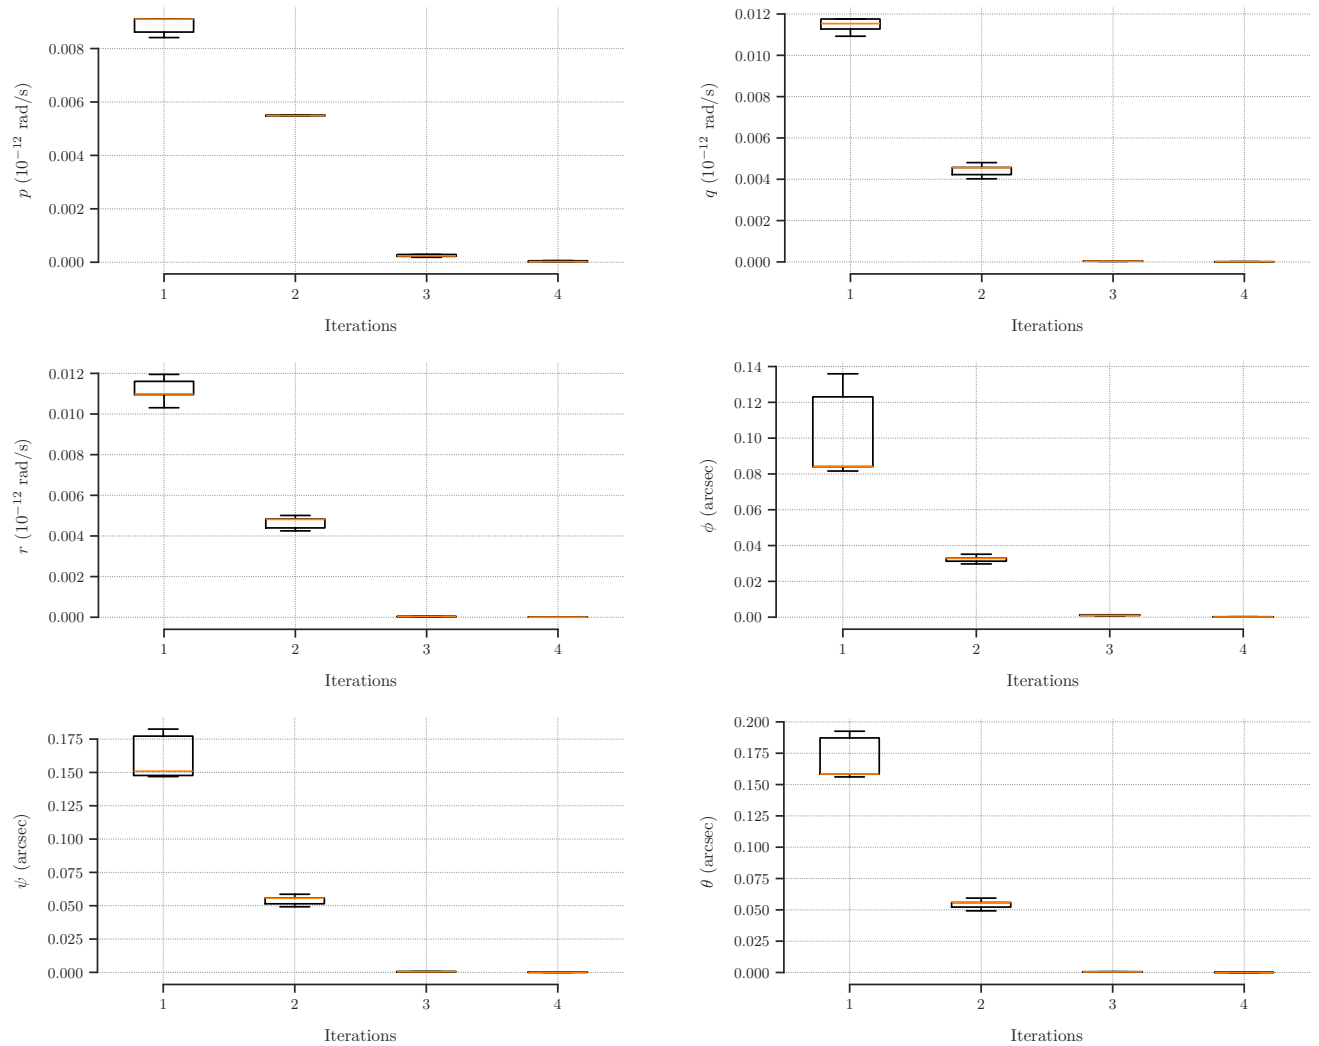 p (10⁻¹² rad/s)
0.008
0.006
0.004
0.002
0.000
1 2 3 4
Iterations
q (10⁻¹² rad/s)
0.012
0.010
0.008
0.006
0.004
0.002
0.000
1 2 3 4
Iterations
r (10⁻¹² rad/s)
0.012
0.010
0.008
0.006
0.004
0.002
0.000
1 2 3 4
Iterations
ϕ (arcsec)
0.14
0.12
0.10
0.08
0.06
0.04
0.02
0.00
1 2 3 4
Iterations
ψ (arcsec)
0.175
0.150
0.125
0.100
0.075
0.050
0.025
0.000
1 2 3 4
Iterations
θ (arcsec)
0.200
0.175
0.150
0.125
0.100
0.075
0.050
0.025
0.000
1 2 3 4
Iterations